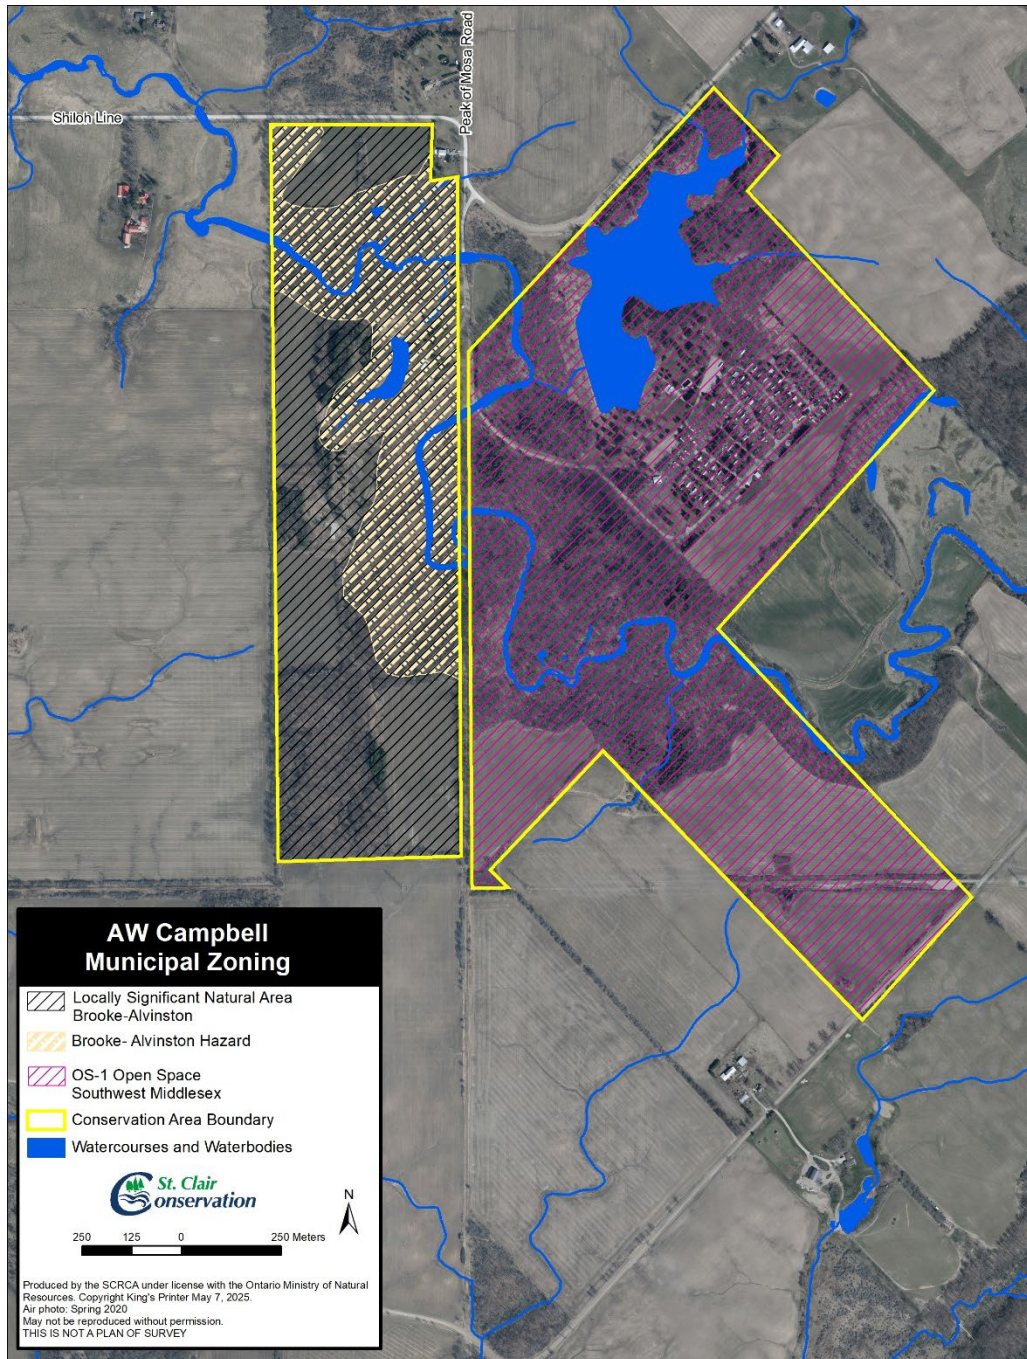 Shiloh Line
Peak of Mosa Road
AW Campbell
Municipal Zoning
Locally Significant Natural Area
Brooke-Alvinston
Brooke- Alvinston Hazard
OS-1 Open Space
Southwest Middlesex
Conservation Area Boundary
Watercourses and Waterbodies
St. Clair
Conservation
N
250 125 0 250 Meters
Produced by the SCRCA under license with the Ontario Ministry of Natural
Resources. Copyright King's Printer May 7, 2025.
Air photo: Spring 2020
May not be reproduced without permission.
THIS IS NOT A PLAN OF SURVEY